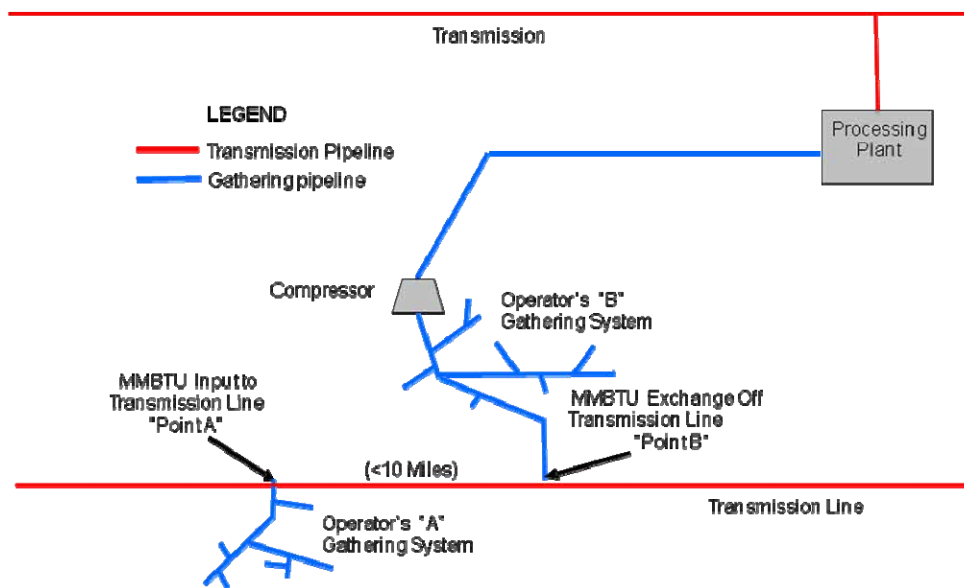 Transmission
LEGEND
Transmission Pipeline
Gathering pipeline
Processing
Plant
Compressor
Operator's "B"
Gathering System
MMBTU Input to
Transmission Line
"Point A"
MMBTU Exchange Off
Transmission Line
"Point B"
(<10 Miles)
Transmission Line
Operator's "A"
Gathering System